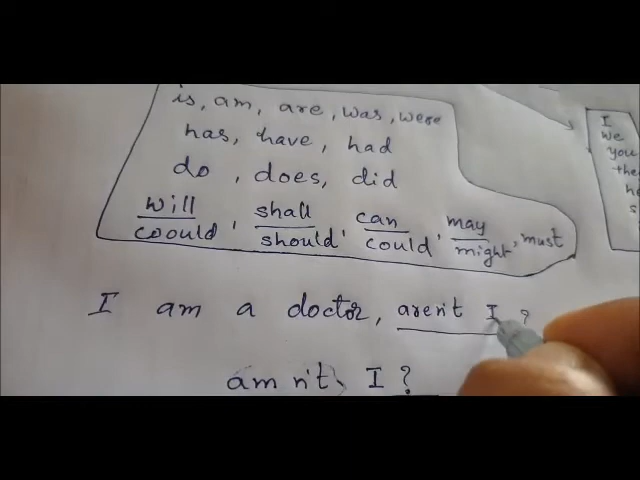 is, am, are, was, were
has, have, had
do, does, did
will, shall, can, may, must
coould should could might
I am a doctor, aren't I ?
amn't I ?
I
We
you